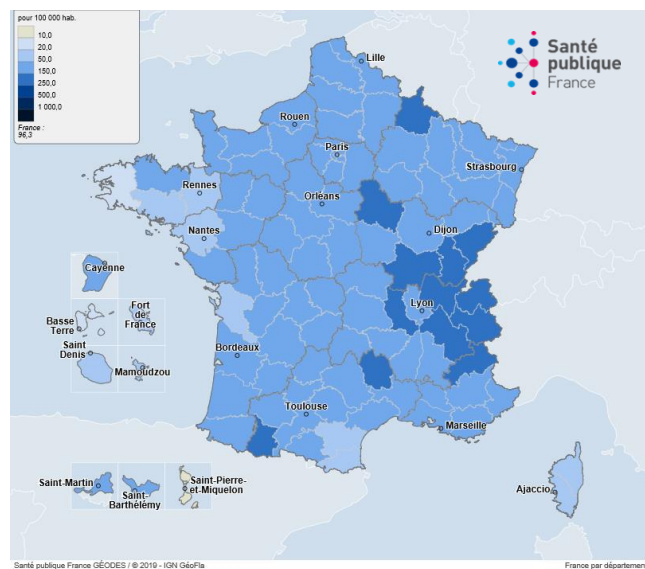 pour 100 000 hab.
10,0
20,0
50,0
150,0
250,0
500,0
1 000,0
France :
96,3
Santé
publique
France
Lille
Rouen
Paris
Strasbourg
Rennes
Orléans
Nantes
Dijon
Cayenne
Lyon
Basse
Terre
Fort
de
France
Saint
Denis
Mamoudzou
Bordeaux
Toulouse
Marseille
Saint-Martin
Saint-
Barthélémy
Saint-Pierre-
et-Miquelon
Ajaccio
Santé publique France GÉODES / © 2019 - IGN GéoFla
France par départemen